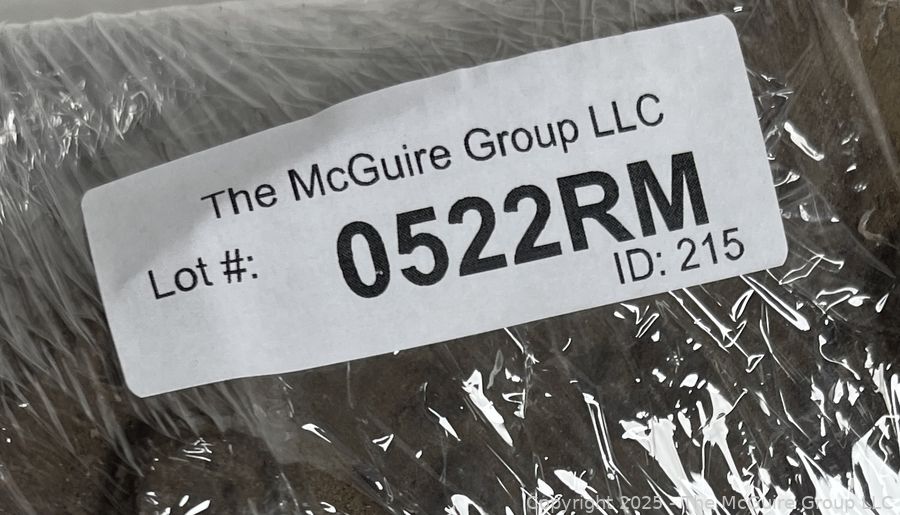 The McGuire Group LLC
Lot #: 0522RM
ID: 215
Copyright 2025 - The McGuire Group LLC